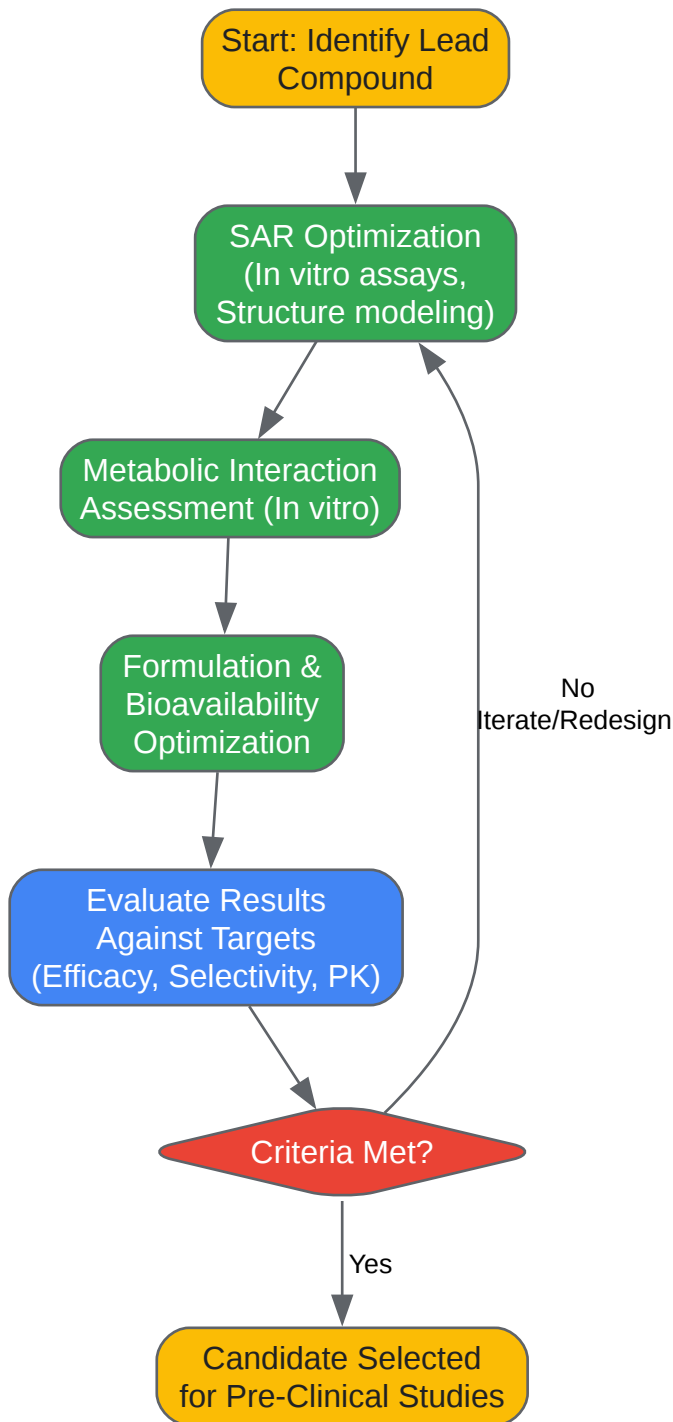 Start: Identify Lead
Compound
SAR Optimization
(In vitro assays,
Structure modeling)
Metabolic Interaction
Assessment (In vitro)
Formulation &
Bioavailability
Optimization
No
Iterate/Redesign
Evaluate Results
Against Targets
(Efficacy, Selectivity, PK)
Criteria Met?
Yes
Candidate Selected
for Pre-Clinical Studies